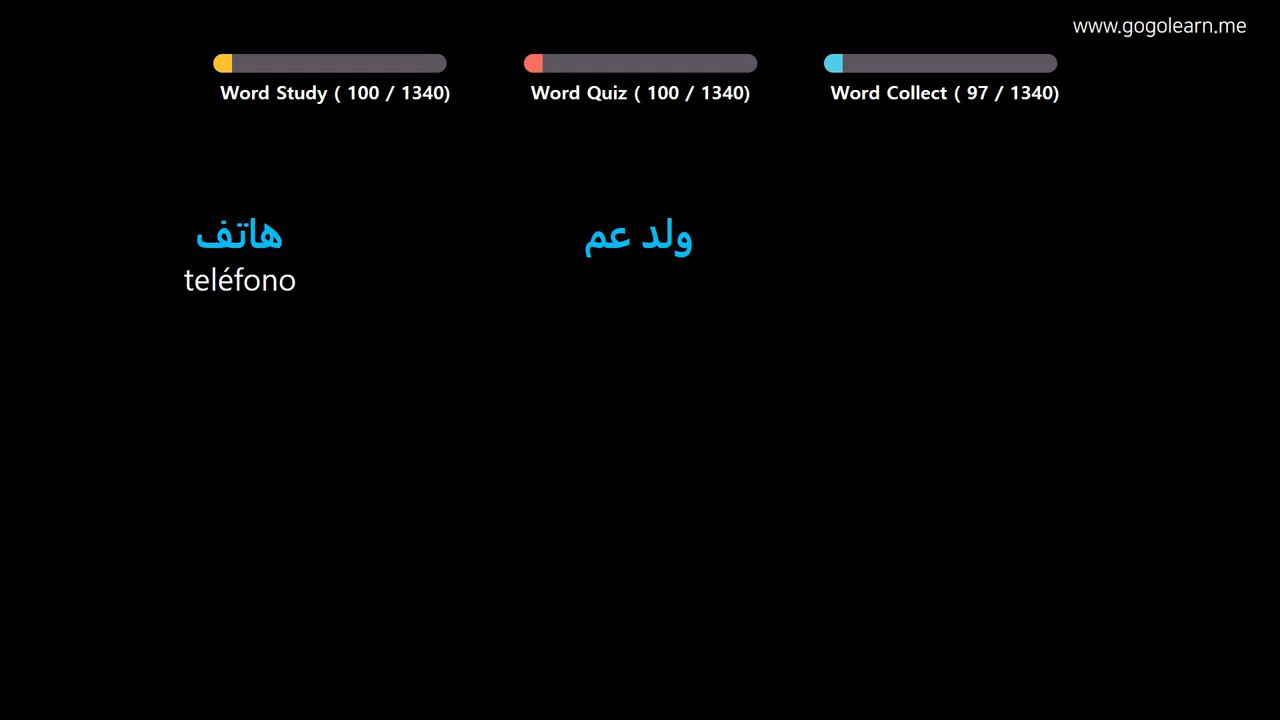 www.gogolearn.me
Word Study ( 100 / 1340)
Word Quiz ( 100 / 1340)
Word Collect ( 97 / 1340)
هاتف
teléfono
ولد عم